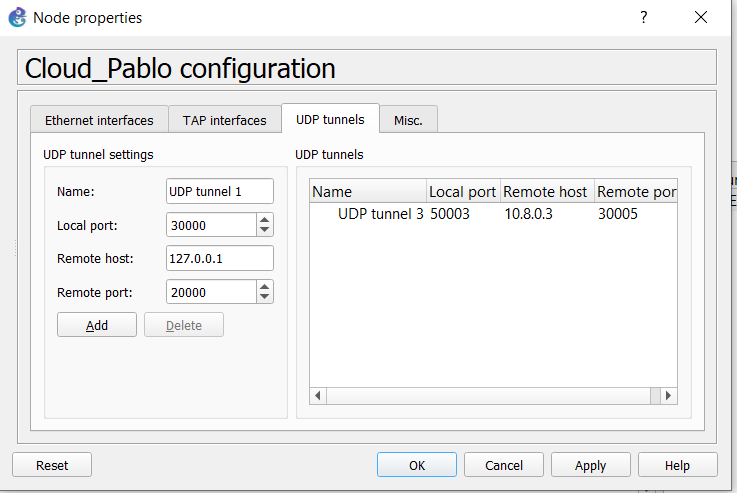 Node properties
?
Cloud_Pablo configuration
Ethernet interfaces TAP interfaces UDP tunnels Misc.
UDP tunnel settings
Name: UDP tunnel 1
Local port: 30000
Remote host: 127.0.0.1
Remote port: 20000
Add Delete
UDP tunnels
Name Local port Remote host Remote por
UDP tunnel 3 50003 10.8.0.3 30005
Reset OK Cancel Apply Help